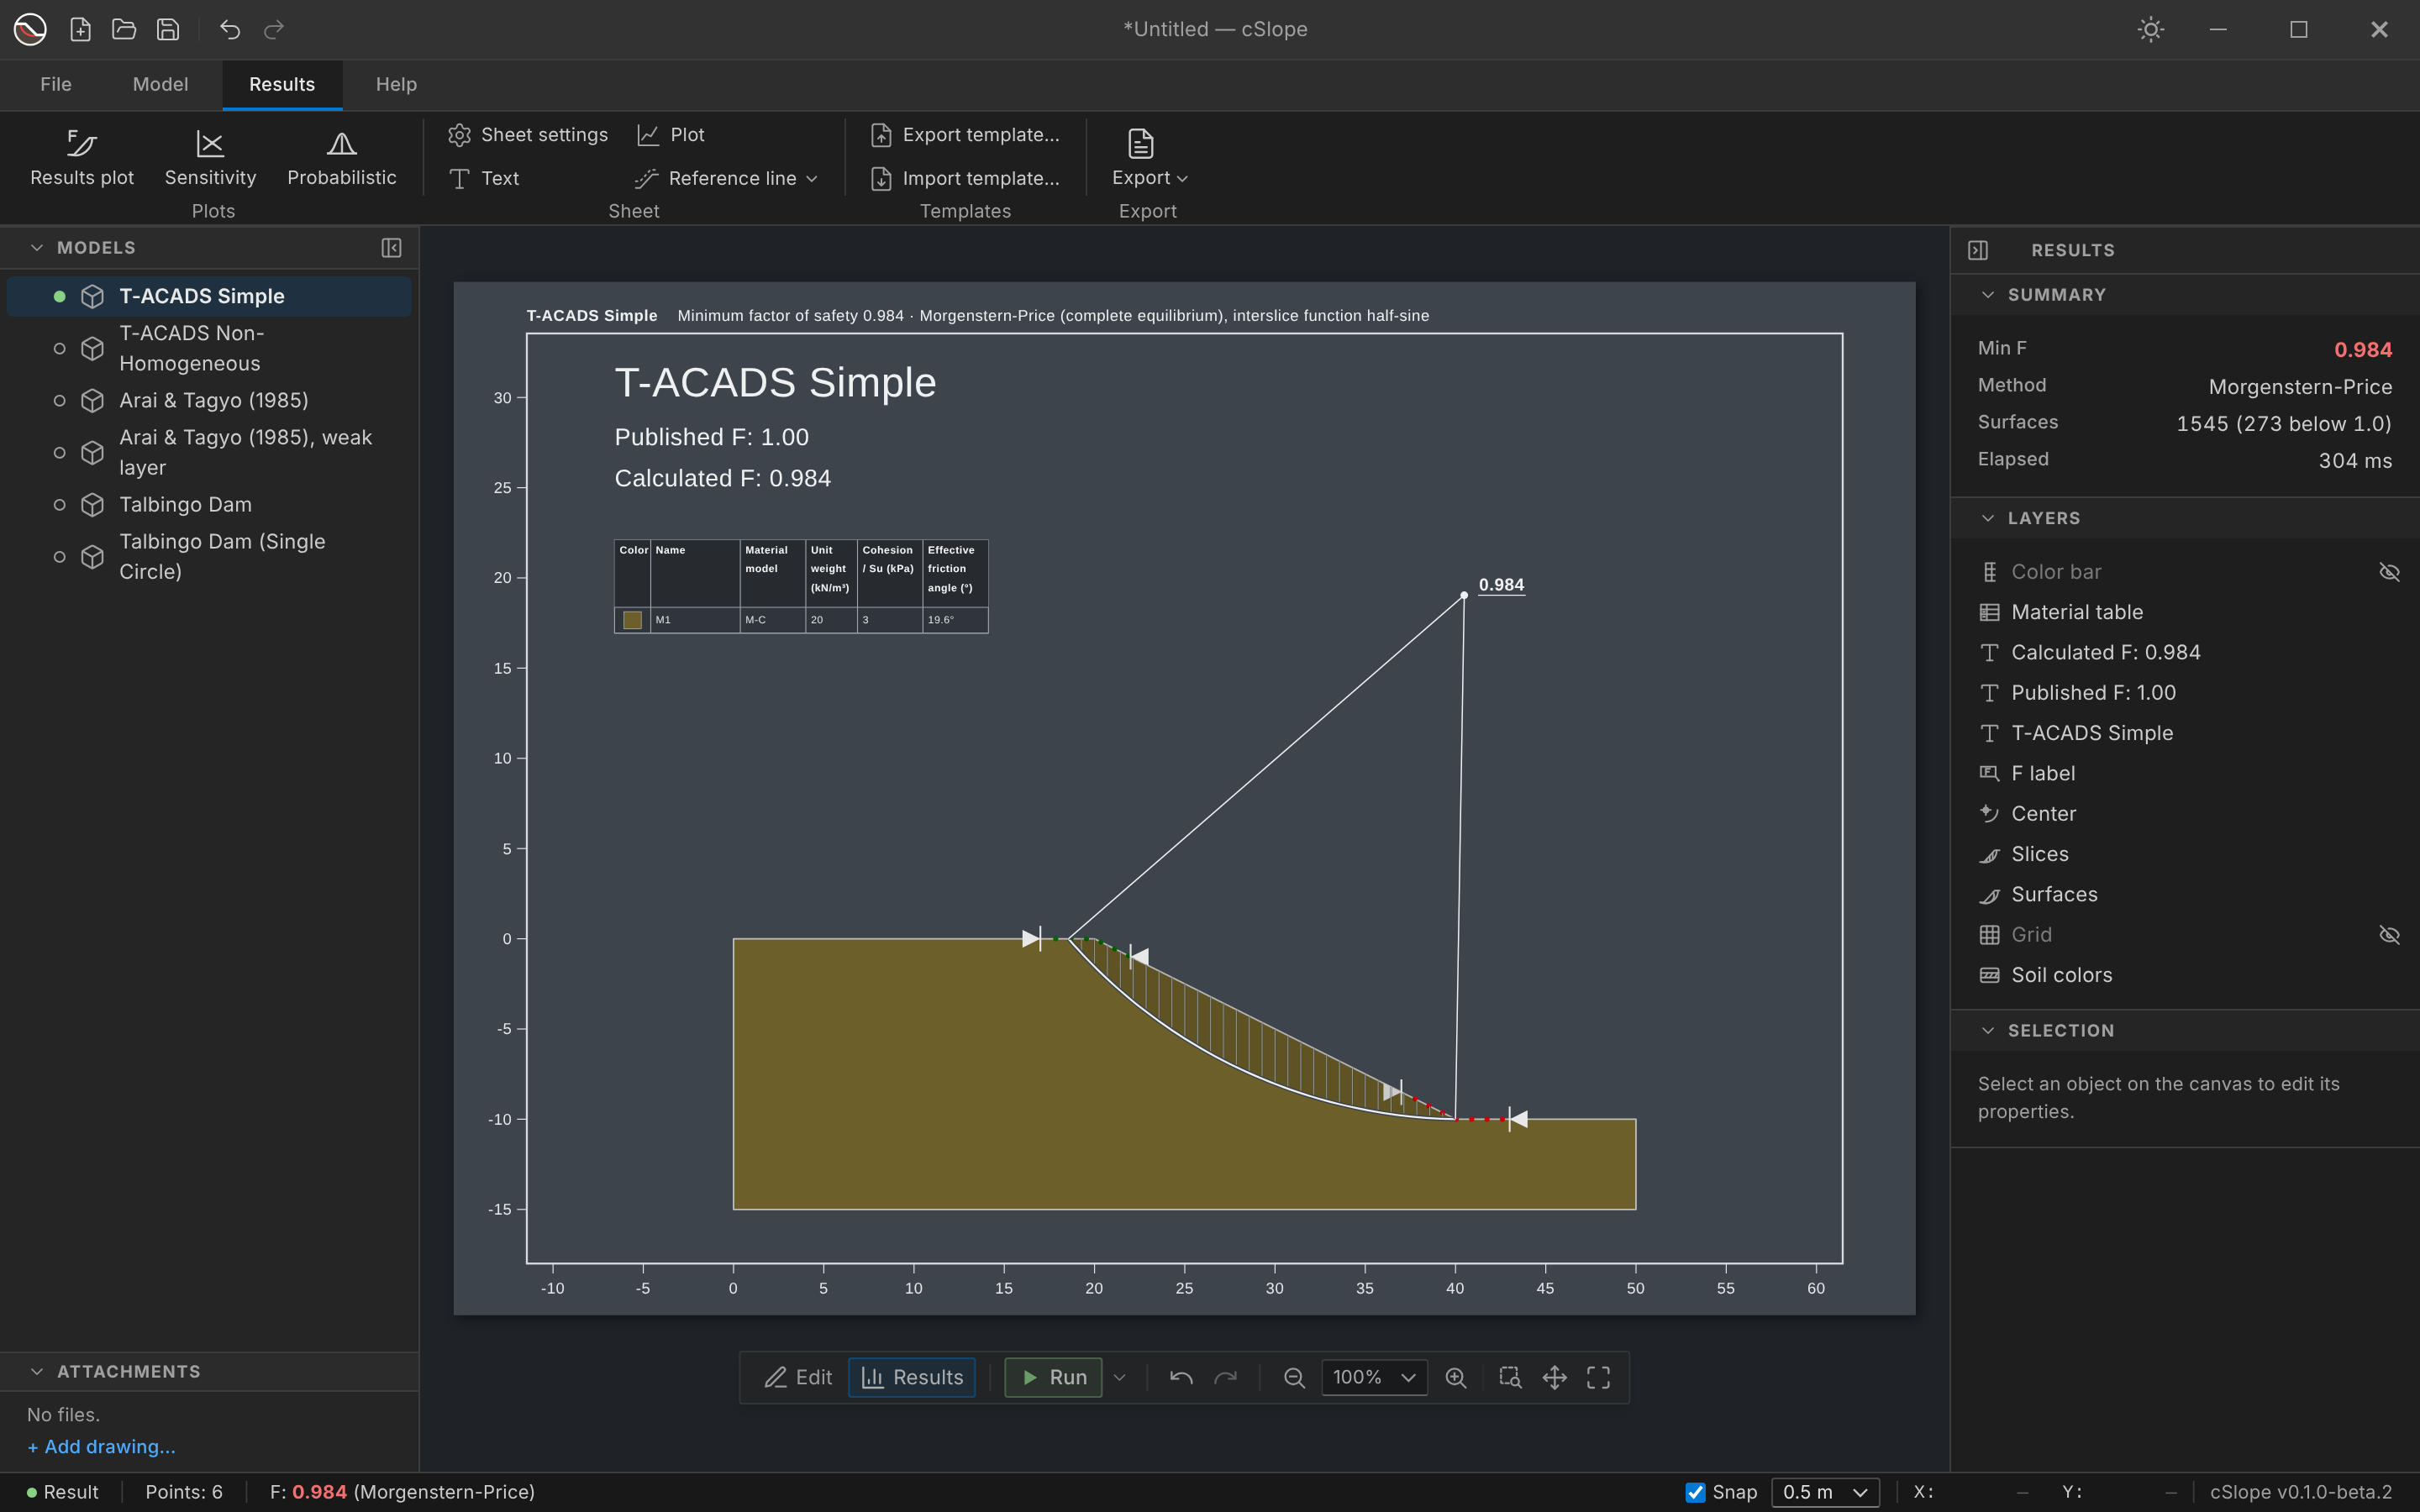 *Untitled — cSlope
File
Model
Results
Help
Results plot
Sensitivity
Probabilistic
Plots
Sheet settings
Plot
Text
Reference line
Sheet
Export template...
Import template...
Templates
Export
Export
MODELS
T-ACADS Simple
T-ACADS Non-
Homogeneous
Arai & Tagyo (1985)
Arai & Tagyo (1985), weak
layer
Talbingo Dam
Talbingo Dam (Single
Circle)
ATTACHMENTS
No files.
+ Add drawing...
T-ACADS Simple Minimum factor of safety 0.984 · Morgenstern-Price (complete equilibrium), interslice function half-sine
T-ACADS Simple
Published F: 1.00
Calculated F: 0.984
Color Name Material model Unit weight (kN/m³) Cohesion / Su (kPa) Effective friction angle (°)
M1 M-C 20 3 19.6°
0.984
30
25
20
15
10
5
0
-5
-10
-15
-10 -5 0 5 10 15 20 25 30 35 40 45 50 55 60
Edit
Results
Run
100%
RESULTS
SUMMARY
Min F 0.984
Method Morgenstern-Price
Surfaces 1545 (273 below 1.0)
Elapsed 304 ms
LAYERS
Color bar
Material table
Calculated F: 0.984
Published F: 1.00
T-ACADS Simple
F label
Center
Slices
Surfaces
Grid
Soil colors
SELECTION
Select an object on the canvas to edit its
properties.
Result
Points: 6
F: 0.984 (Morgenstern-Price)
Snap
0.5 m
X: –
Y: –
cSlope v0.1.0-beta.2